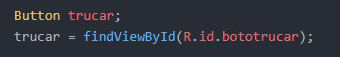 Button trucar;
trucar = findViewById(R.id.bototrucar);